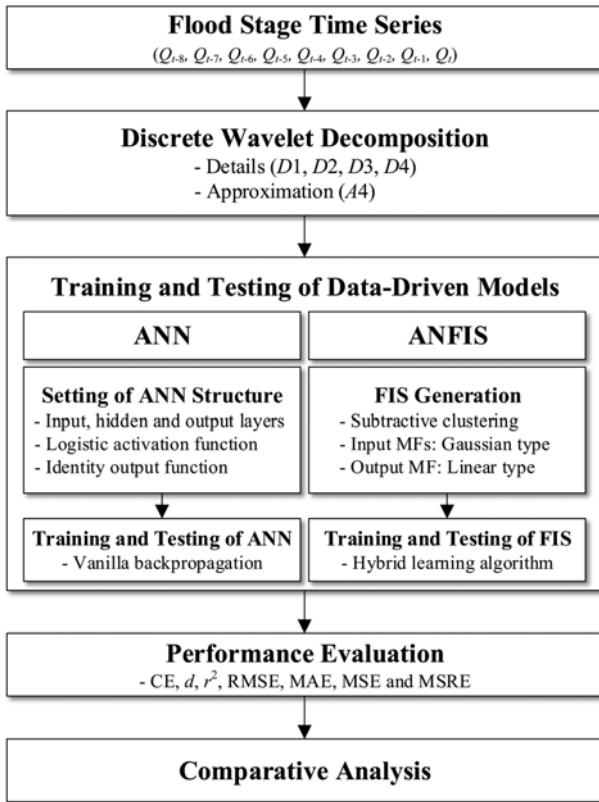 Flood Stage Time Series
(Qt-8, Qt-7, Qt-6, Qt-5, Qt-4, Qt-3, Qt-2, Qt-1, Qt)
Discrete Wavelet Decomposition
- Details (D1, D2, D3, D4)
- Approximation (A4)
Training and Testing of Data-Driven Models
ANN
Setting of ANN Structure
- Input, hidden and output layers
- Logistic activation function
- Identity output function
Training and Testing of ANN
- Vanilla backpropagation
ANFIS
FIS Generation
- Subtractive clustering
- Input MFs: Gaussian type
- Output MF: Linear type
Training and Testing of FIS
- Hybrid learning algorithm
Performance Evaluation
- CE, d, r², RMSE, MAE, MSE and MSRE
Comparative Analysis